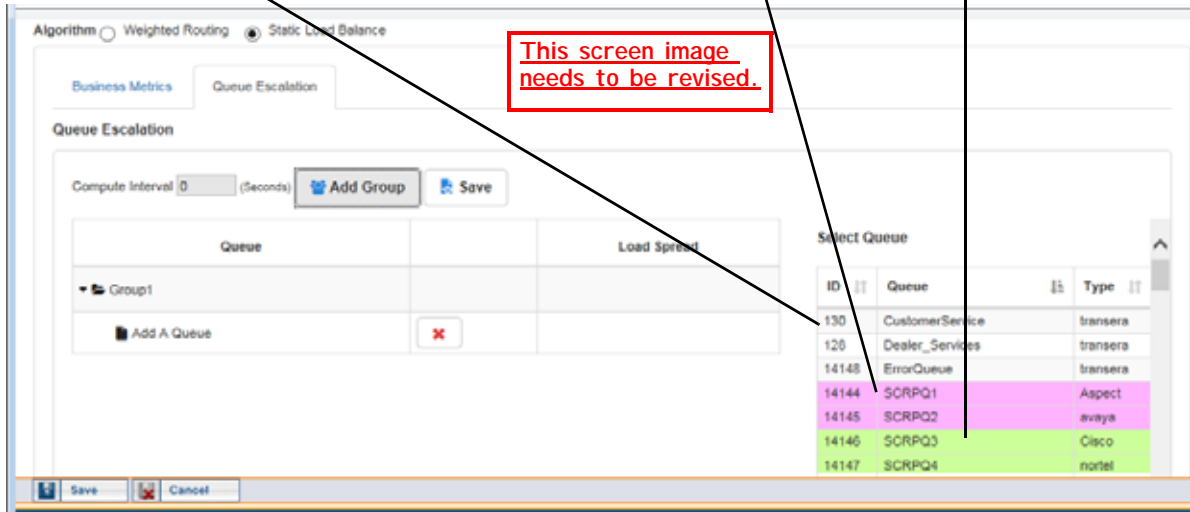 Algorithm Weighted Routing Static Load Balance
This screen image
needs to be revised.
Business Metrics Queue Escalation
Queue Escalation
Compute Interval 0 (Seconds) Add Group Save
Select Queue
Queue Load Spread
ID Queue Type
Group1
130 CustomerService transera
Add A Queue
128 Dealer_Services transera
14148 ErrorQueue transera
14144 SCRPQ1 Aspect
14145 SCRPQ2 avaya
14146 SCRPQ3 Cisco
14147 SCRPQ4 nortel
Save Cancel